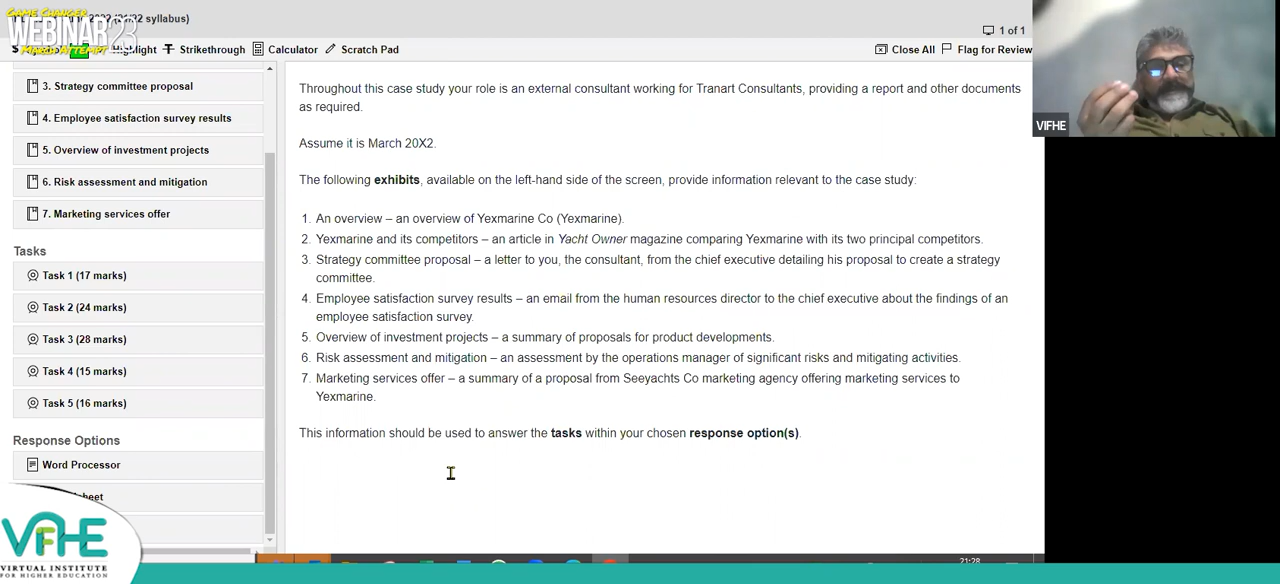 2022 (21/22 syllabus)
GAME CHANGER
WEBINAR '23
MARCH ATTEMPT
1 of 1
Highlight
Strikethrough
Calculator
Scratch Pad
Close All
Flag for Review
3. Strategy committee proposal
4. Employee satisfaction survey results
5. Overview of investment projects
6. Risk assessment and mitigation
7. Marketing services offer
Tasks
Task 1 (17 marks)
Task 2 (24 marks)
Task 3 (28 marks)
Task 4 (15 marks)
Task 5 (16 marks)
Response Options
Word Processor
Throughout this case study your role is an external consultant working for Tranart Consultants, providing a report and other documents
as required.
Assume it is March 20X2.
The following exhibits, available on the left-hand side of the screen, provide information relevant to the case study:
1. An overview – an overview of Yexmarine Co (Yexmarine).
2. Yexmarine and its competitors – an article in Yacht Owner magazine comparing Yexmarine with its two principal competitors.
3. Strategy committee proposal – a letter to you, the consultant, from the chief executive detailing his proposal to create a strategy
committee.
4. Employee satisfaction survey results – an email from the human resources director to the chief executive about the findings of an
employee satisfaction survey.
5. Overview of investment projects – a summary of proposals for product developments.
6. Risk assessment and mitigation – an assessment by the operations manager of significant risks and mitigating activities.
7. Marketing services offer – a summary of a proposal from Seeyachts Co marketing agency offering marketing services to
Yexmarine.
This information should be used to answer the tasks within your chosen response option(s).
VIFHE
VIFHE
VIRTUAL INSTITUTE
FOR HIGHER EDUCATION
21:28